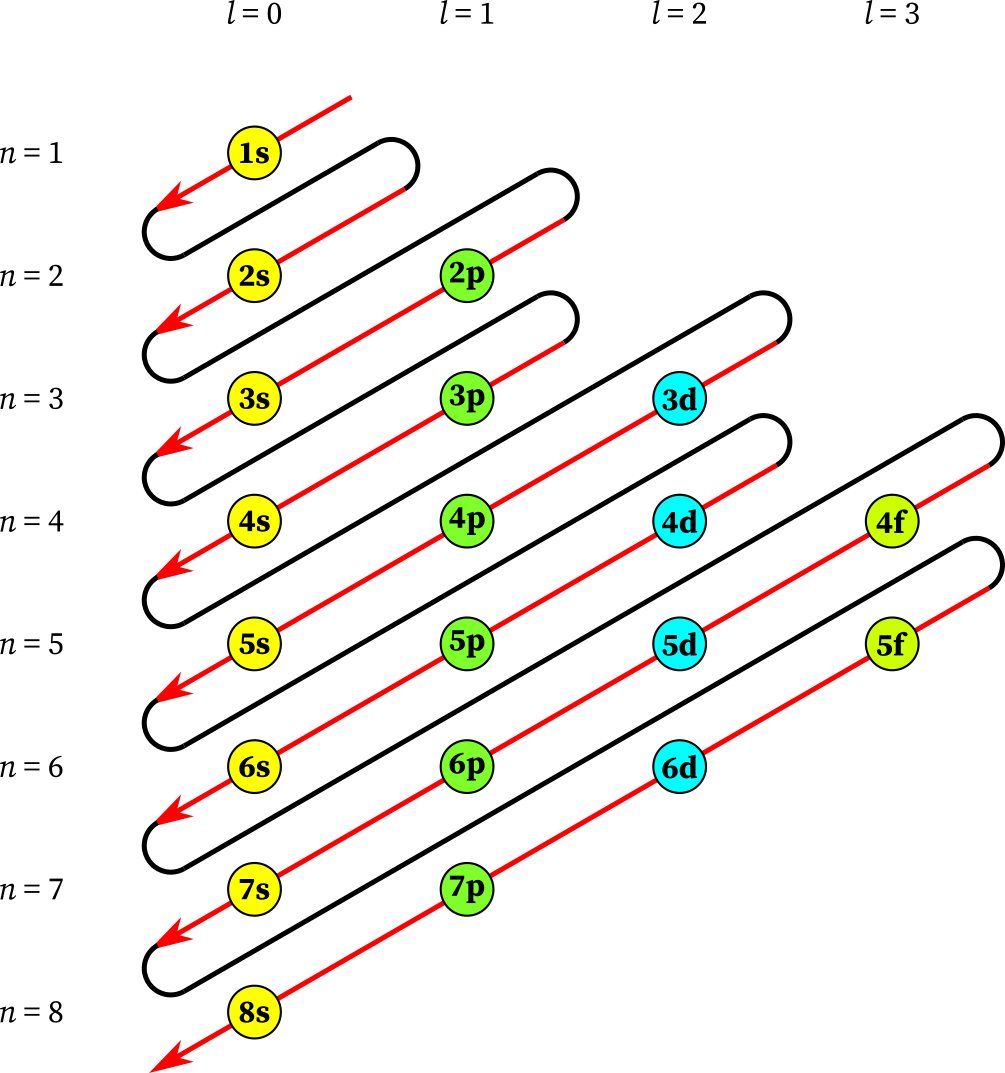 l = 0 l = 1 l = 2 l = 3
n = 1 1s
n = 2 2s 2p
n = 3 3s 3p 3d
n = 4 4s 4p 4d 4f
n = 5 5s 5p 5d 5f
n = 6 6s 6p 6d
n = 7 7s 7p
n = 8 8s